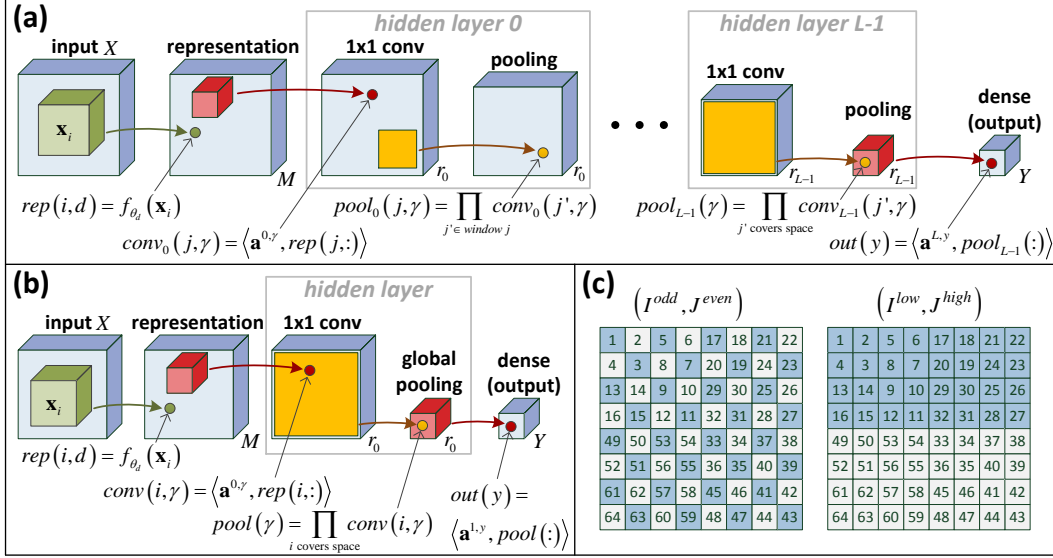 (a)
hidden layer 0
hidden layer L-1
input X
representation
1x1 conv
pooling
1x1 conv
pooling
dense
(output)
x_i
M
r_0
r_0
• • •
r_{L-1}
r_{L-1}
Y
rep(i,d) = f_{θ_d}(x_i)
conv_0(j,γ) = ⟨a^{0,γ}, rep(j,:)⟩
pool_0(j,γ) = ∏_{j'∈ window j} conv_0(j',γ)
pool_{L-1}(γ) = ∏_{j' covers space} conv_{L-1}(j',γ)
out(y) = ⟨a^{L,y}, pool_{L-1}(:)⟩
(b)
hidden layer
input X
representation
1x1 conv
global
pooling
dense
(output)
x_i
M
r_0
r_0
Y
rep(i,d) = f_{θ_d}(x_i)
conv(i,γ) = ⟨a^{0,γ}, rep(i,:)⟩
pool(γ) = ∏_{i covers space} conv(i,γ)
out(y) =
⟨a^{1,y}, pool(:)⟩
(c)
(I^{odd}, J^{even})
1 2 5 6 17 18 21 22
4 3 8 7 20 19 24 23
13 14 9 10 29 30 25 26
16 15 12 11 32 31 28 27
49 50 53 54 33 34 37 38
52 51 56 55 36 35 40 39
61 62 57 58 45 46 41 42
64 63 60 59 48 47 44 43
(I^{low}, J^{high})
1 2 5 6 17 18 21 22
4 3 8 7 20 19 24 23
13 14 9 10 29 30 25 26
16 15 12 11 32 31 28 27
49 50 53 54 33 34 37 38
52 51 56 55 36 35 40 39
61 62 57 58 45 46 41 42
64 63 60 59 48 47 44 43